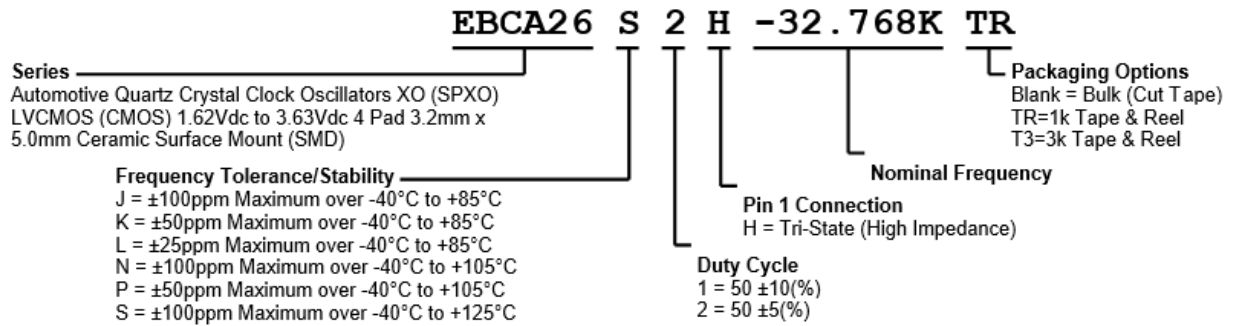 EBCA26 S 2 H -32.768K TR
Series
Automotive Quartz Crystal Clock Oscillators XO (SPXO)
LVCMOS (CMOS) 1.62Vdc to 3.63Vdc 4 Pad 3.2mm x
5.0mm Ceramic Surface Mount (SMD)
Frequency Tolerance/Stability
J = ±100ppm Maximum over -40°C to +85°C
K = ±50ppm Maximum over -40°C to +85°C
L = ±25ppm Maximum over -40°C to +85°C
N = ±100ppm Maximum over -40°C to +105°C
P = ±50ppm Maximum over -40°C to +105°C
S = ±100ppm Maximum over -40°C to +125°C
Duty Cycle
1 = 50 ±10(%)
2 = 50 ±5(%)
Pin 1 Connection
H = Tri-State (High Impedance)
Nominal Frequency
Packaging Options
Blank = Bulk (Cut Tape)
TR=1k Tape & Reel
T3=3k Tape & Reel